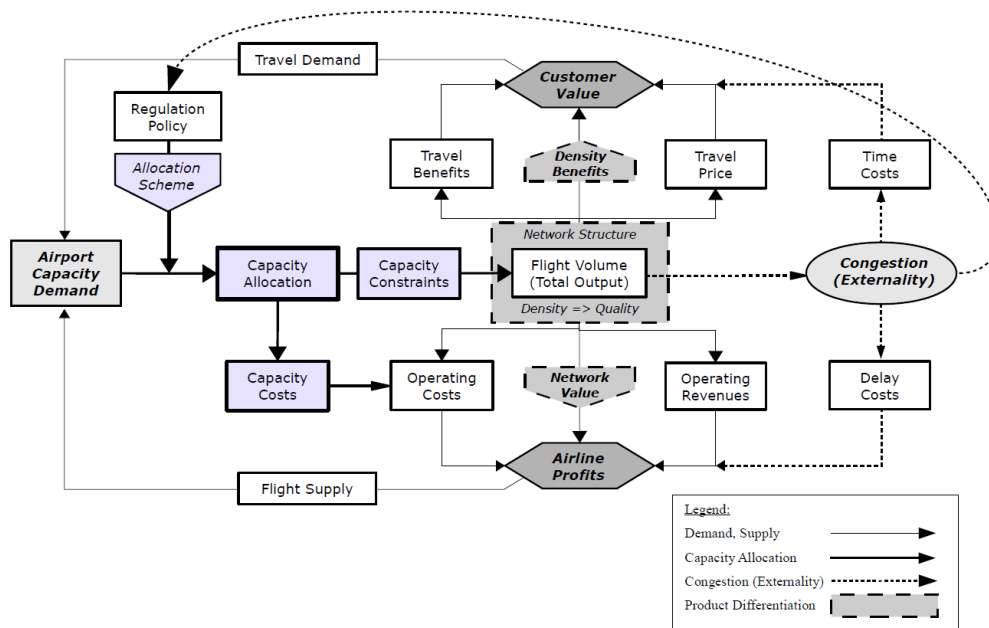 Travel Demand
Customer
Value
Regulation
Policy
Allocation
Scheme
Travel
Benefits
Density
Benefits
Travel
Price
Time
Costs
Airport
Capacity
Demand
Capacity
Allocation
Capacity
Constraints
Network Structure
Flight Volume
(Total Output)
Density => Quality
Congestion
(Externality)
Capacity
Costs
Operating
Costs
Network
Value
Operating
Revenues
Delay
Costs
Airline
Profits
Flight Supply
Legend:
Demand, Supply
Capacity Allocation
Congestion (Externality)
Product Differentiation